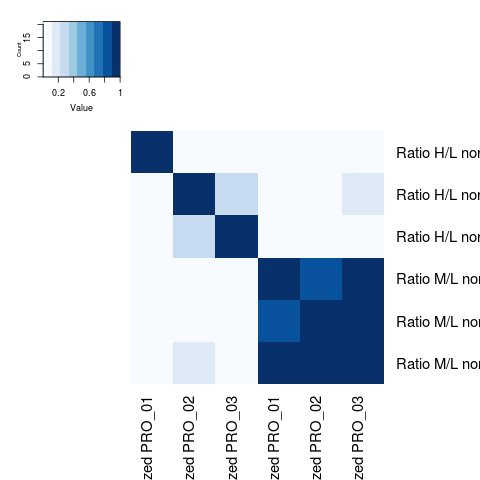 Count
0 5 15
0.2 0.6 1
Value
Ratio H/L nor
Ratio H/L nor
Ratio H/L nor
Ratio M/L nor
Ratio M/L nor
Ratio M/L nor
zed PRO_01
zed PRO_02
zed PRO_03
zed PRO_01
zed PRO_02
zed PRO_03